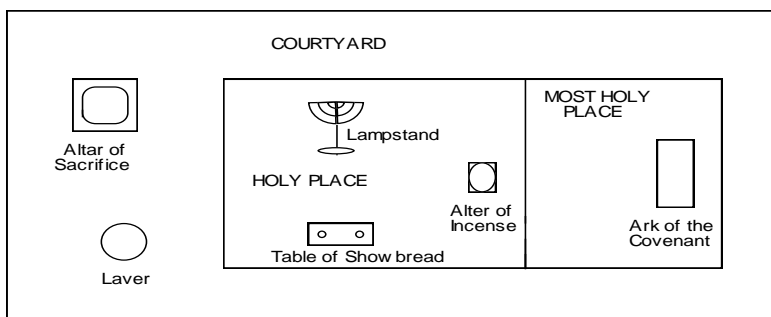 COURTYARD
Altar of
Sacrifice
Laver
Lampstand
HOLY PLACE
Alter of
Incense
Table of Show bread
MOST HOLY
PLACE
Ark of the
Covenant